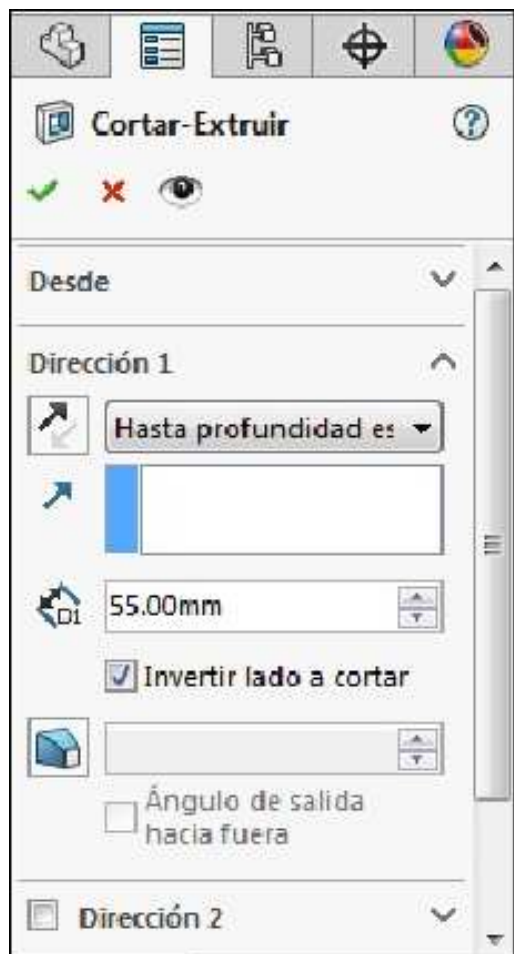 Cortar-Extruir
Desde
Dirección 1
Hasta profundidad es
D1
55.00mm
Invertir lado a cortar
Ángulo de salida
hacia fuera
Dirección 2